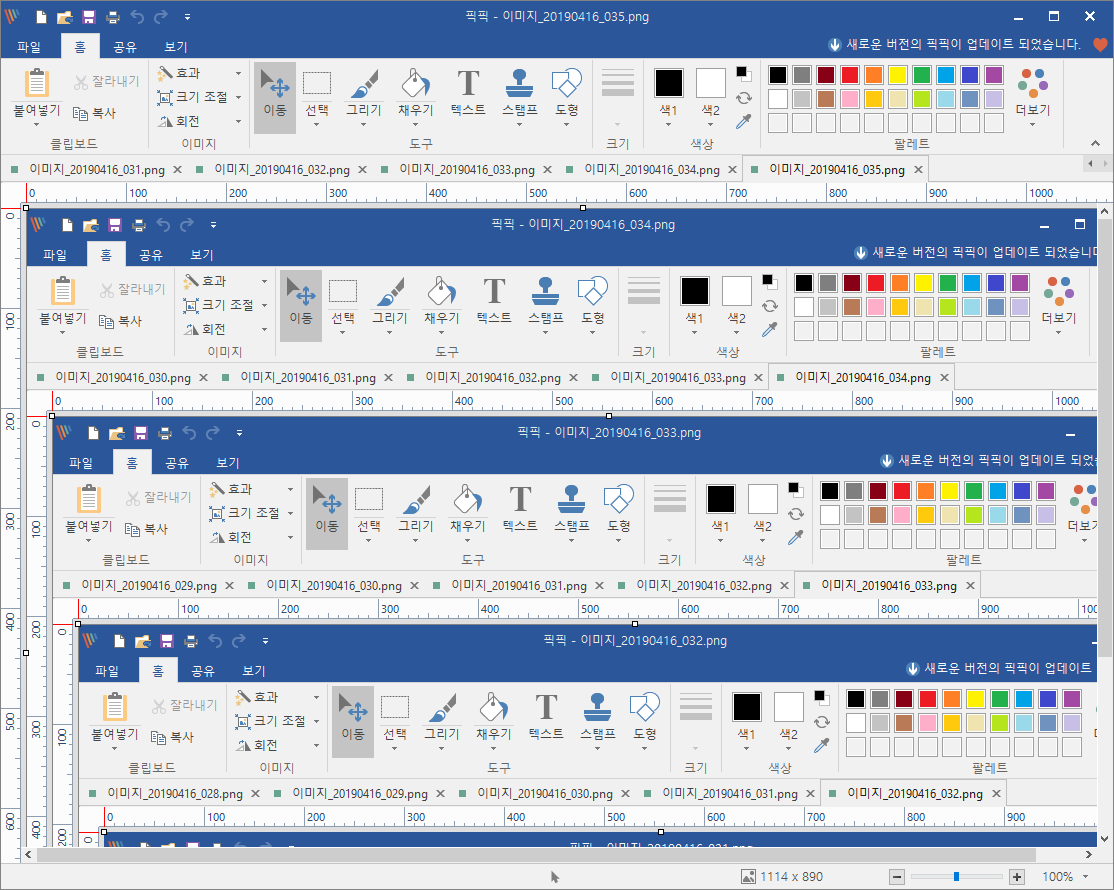 픽픽 - 이미지_20190416_035.png
파일 홈 공유 보기 새로운 버전의 픽픽이 업데이트 되었습니다.
붙여넣기 잘라내기 복사 효과 크기 조절 회전 이동 선택 그리기 채우기 텍스트 스탬프 도형 색1 색2 더보기
클립보드 이미지 도구 크기 색상 팔레트
이미지_20190416_031.png 이미지_20190416_032.png 이미지_20190416_033.png 이미지_20190416_034.png 이미지_20190416_035.png
0 100 200 300 400 500 600 700 800 900 1000
픽픽 - 이미지_20190416_034.png
파일 홈 공유 보기 새로운 버전의 픽픽이 업데이트 되었습니
붙여넣기 잘라내기 복사 효과 크기 조절 회전 이동 선택 그리기 채우기 텍스트 스탬프 도형 색1 색2 더보기
클립보드 이미지 도구 크기 색상 팔레트
이미지_20190416_030.png 이미지_20190416_031.png 이미지_20190416_032.png 이미지_20190416_033.png 이미지_20190416_034.png
0 100 200 300 400 500 600 700 800 900 1000
픽픽 - 이미지_20190416_033.png
파일 홈 공유 보기 새로운 버전의 픽픽이 업데이트 되었
붙여넣기 잘라내기 복사 효과 크기 조절 회전 이동 선택 그리기 채우기 텍스트 스탬프 도형 색1 색2 더보
클립보드 이미지 도구 크기 색상 팔레트
이미지_20190416_029.png 이미지_20190416_030.png 이미지_20190416_031.png 이미지_20190416_032.png 이미지_20190416_033.png
0 100 200 300 400 500 600 700 800 900 100
픽픽 - 이미지_20190416_032.png
파일 홈 공유 보기 새로운 버전의 픽픽이 업데이트
붙여넣기 잘라내기 복사 효과 크기 조절 회전 이동 선택 그리기 채우기 텍스트 스탬프 도형 색1 색2
클립보드 이미지 도구 크기 색상 팔레트
이미지_20190416_028.png 이미지_20190416_029.png 이미지_20190416_030.png 이미지_20190416_031.png 이미지_20190416_032.png
0 100 200 300 400 500 600 700 800 900
0 100 200 300 400 500 600
0 100 200 300 400
0 100 200
0
1114 x 890 100%